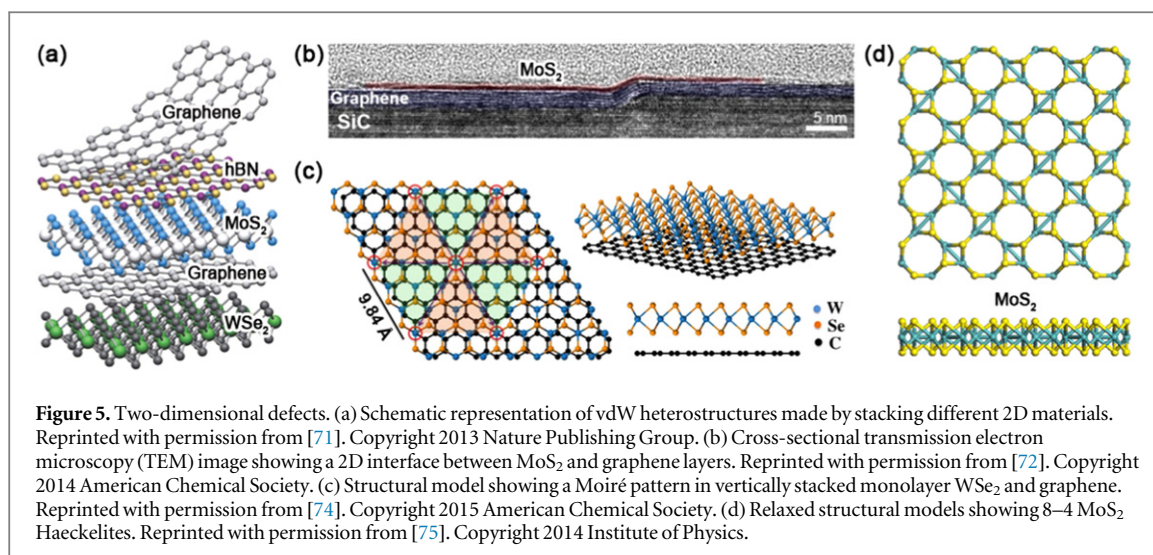 (a)
Graphene
hBN
MoS₂
Graphene
WSe₂
(b)
MoS₂
Graphene
SiC
5 nm
(c)
9.84 Å
W
Se
C
(d)
MoS₂
Figure 5. Two-dimensional defects. (a) Schematic representation of vdW heterostructures made by stacking different 2D materials.
Reprinted with permission from [71]. Copyright 2013 Nature Publishing Group. (b) Cross-sectional transmission electron
microscopy (TEM) image showing a 2D interface between MoS₂ and graphene layers. Reprinted with permission from [72]. Copyright
2014 American Chemical Society. (c) Structural model showing a Moiré pattern in vertically stacked monolayer WSe₂ and graphene.
Reprinted with permission from [74]. Copyright 2015 American Chemical Society. (d) Relaxed structural models showing 8–4 MoS₂
Haeckelites. Reprinted with permission from [75]. Copyright 2014 Institute of Physics.